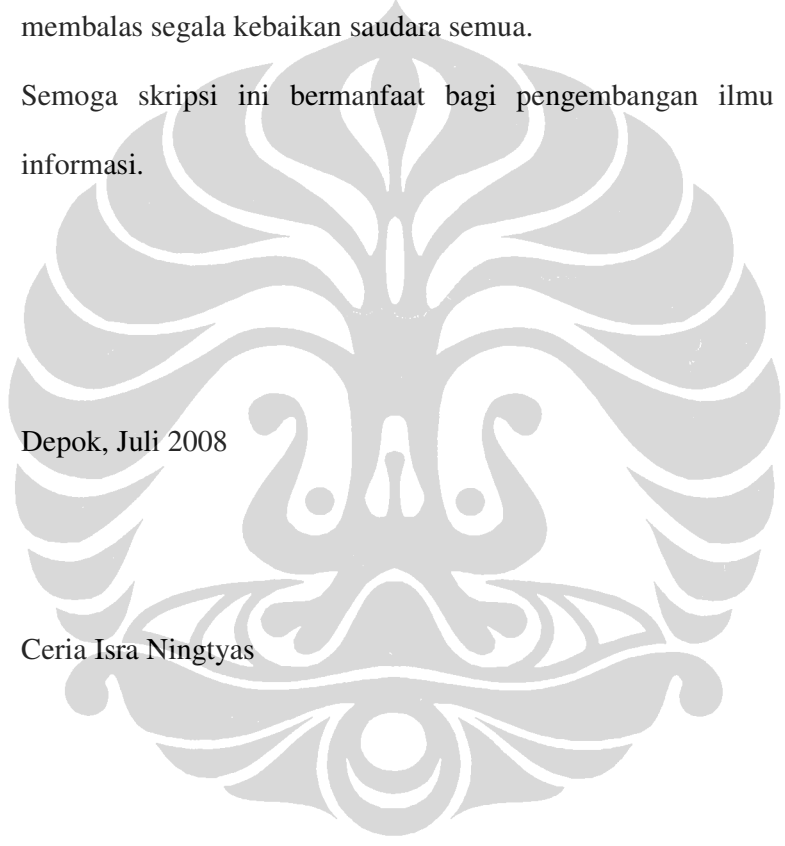 membalas segala kebaikan saudara semua.
Semoga skripsi ini bermanfaat bagi pengembangan ilmu
informasi.
Depok, Juli 2008
Ceria Isra Ningtyas